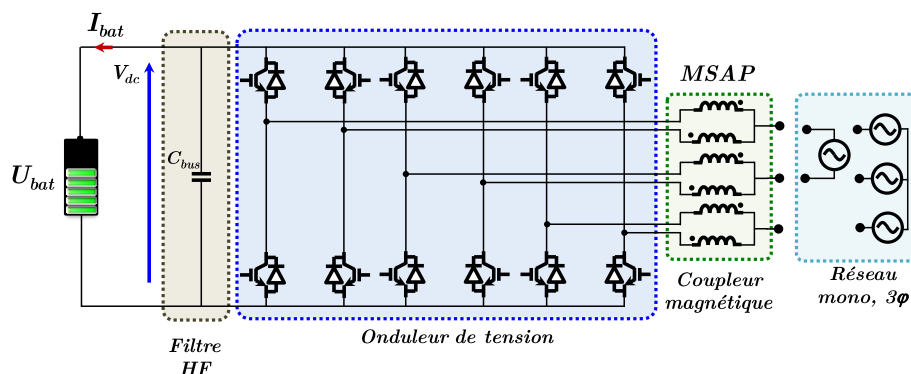 I_bat
V_dc
MSAP
C_bus
U_bat
Coupleur
magnétique
Réseau
mono, 3φ
Onduleur de tension
Filtre
HF